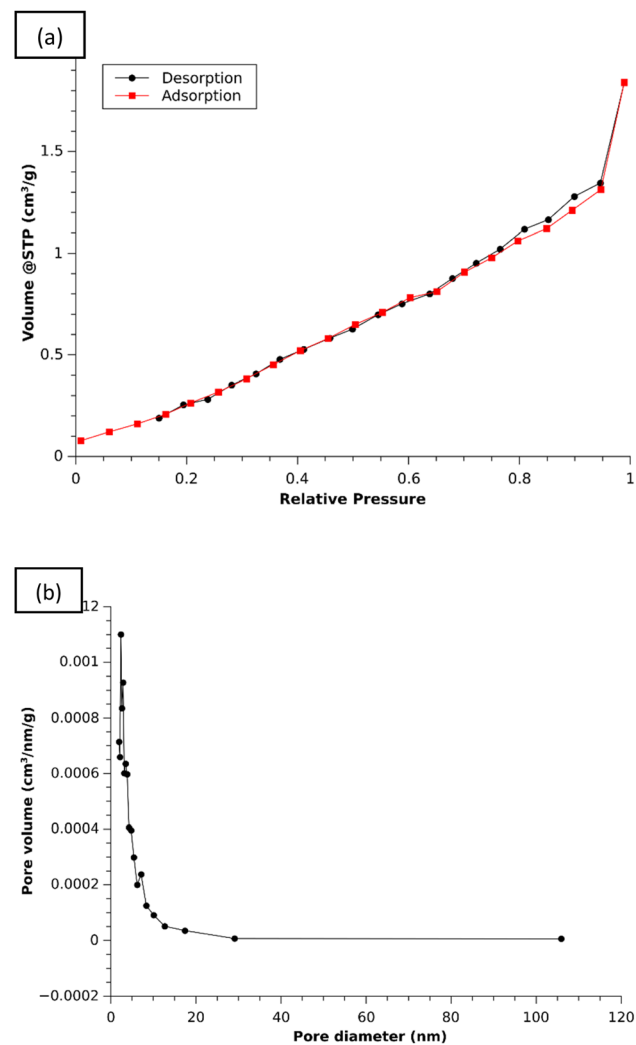 (a)
Desorption
Adsorption
Volume @STP (cm³/g)
1.5
1
0.5
0
0 0.2 0.4 0.6 0.8 1
Relative Pressure
(b)
12
0.001
0.0008
0.0006
0.0004
0.0002
0
−0.0002
Pore volume (cm³/nm/g)
0 20 40 60 80 100 120
Pore diameter (nm)